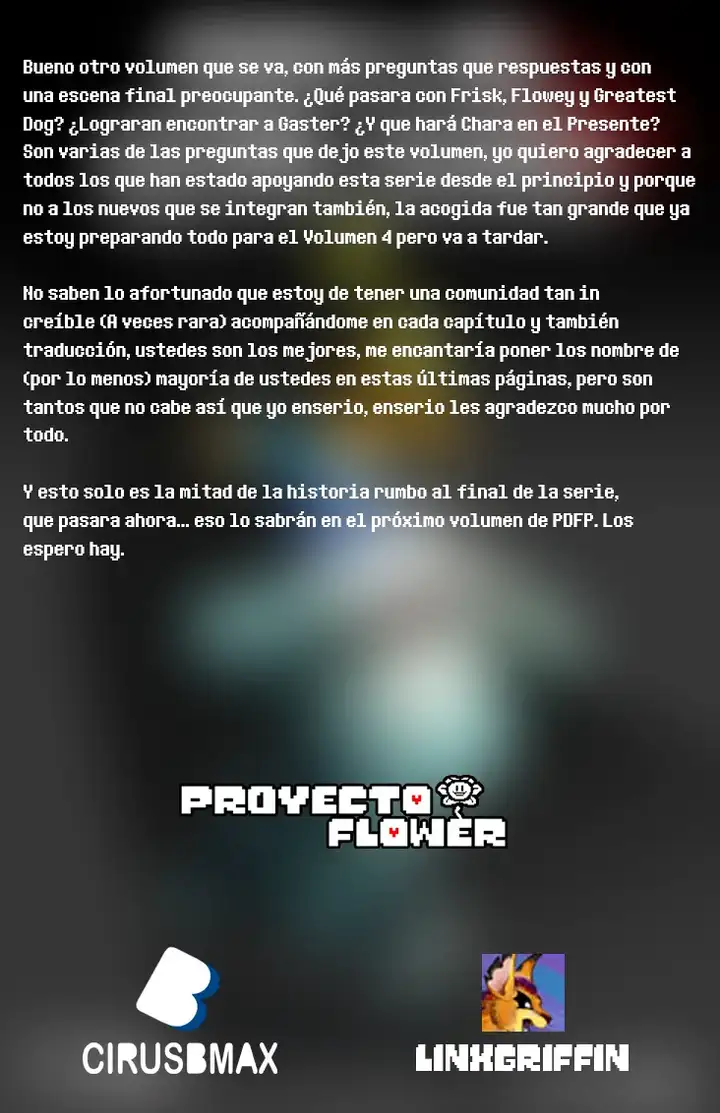 Bueno otro volumen que se va, con más preguntas que respuestas y con
una escena final preocupante. ¿Qué pasara con Frisk, Flowey y Greatest
Dog? ¿Lograran encontrar a Gaster? ¿Y que hará Chara en el Presente?
Son varias de las preguntas que dejo este volumen, yo quiero agradecer a
todos los que han estado apoyando esta serie desde el principio y porque
no a los nuevos que se integran también, la acogida fue tan grande que ya
estoy preparando todo para el Volumen 4 pero va a tardar.
No saben lo afortunado que estoy de tener una comunidad tan in
creíble (A veces rara) acompañándome en cada capítulo y también
traducción, ustedes son los mejores, me encantaría poner los nombre de
(por lo menos) mayoría de ustedes en estas últimas páginas, pero son
tantos que no cabe así que yo enserio, enserio les agradezco mucho por
todo.
Y esto solo es la mitad de la historia rumbo al final de la serie,
que pasara ahora... eso lo sabrán en el próximo volumen de PDFP. Los
espero hay.
PROYECTO
FLOWER
CIRUSBMAX
LINXGRIFFIN